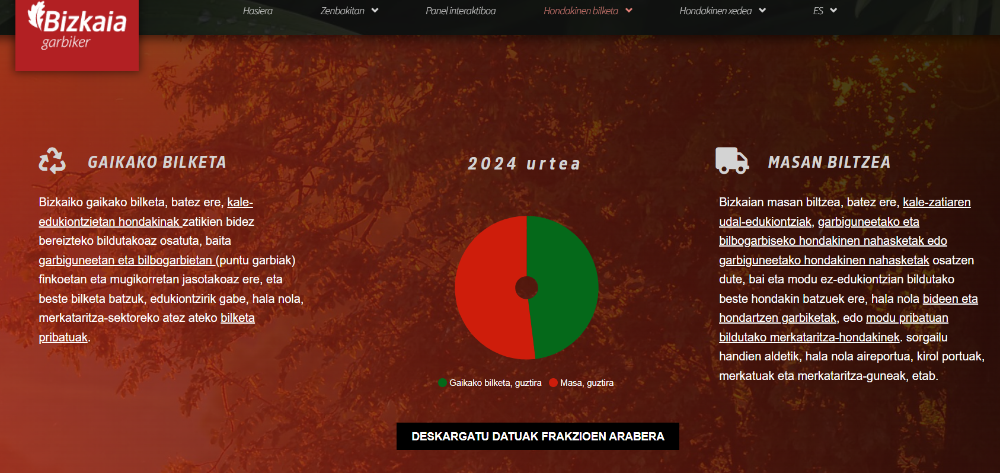 Bizkaia
garbiker
Hasiera
Zenbakitan
Panel interaktiboa
Hondakinen bilketa
Hondakinen xedea
ES
GAIKAKO BILKETA
Bizkaiko gaikako bilketa, batez ere, kale-
edukiontzietan hondakinak zatikien bidez
bereizteko bildutakoaz osatuta, baita
garbiguneetan eta bilbogarbietan (puntu garbiak)
finkoetan eta mugikorretan jasotakoaz ere, eta
beste bilketa batzuk, edukiontzirik gabe, hala nola,
merkataritza-sektoreko atez ateko bilketa
pribatuak.
2024 urtea
Gaikako bilketa, guztira
Masa, guztira
DESKARGATU DATUAK FRAKZIOEN ARABERA
MASAN BILTZEA
Bizkaian masan biltzea, batez ere, kale-zatiaren
udal-edukiontziak, garbiguneetako eta
bilbogarbiseko hondakinen nahasketak edo
garbiguneetako hondakinen nahasketak osatzen
dute, bai eta modu ez-edukiontzian bildutako
beste hondakin batzuek ere, hala nola bideen eta
hondartzen garbiketak, edo modu pribatuan
bildutako merkataritza-hondakinek. sorgailu
handien aldetik, hala nola aireportua, kirol portuak,
merkatuak eta merkataritza-guneak, etab.